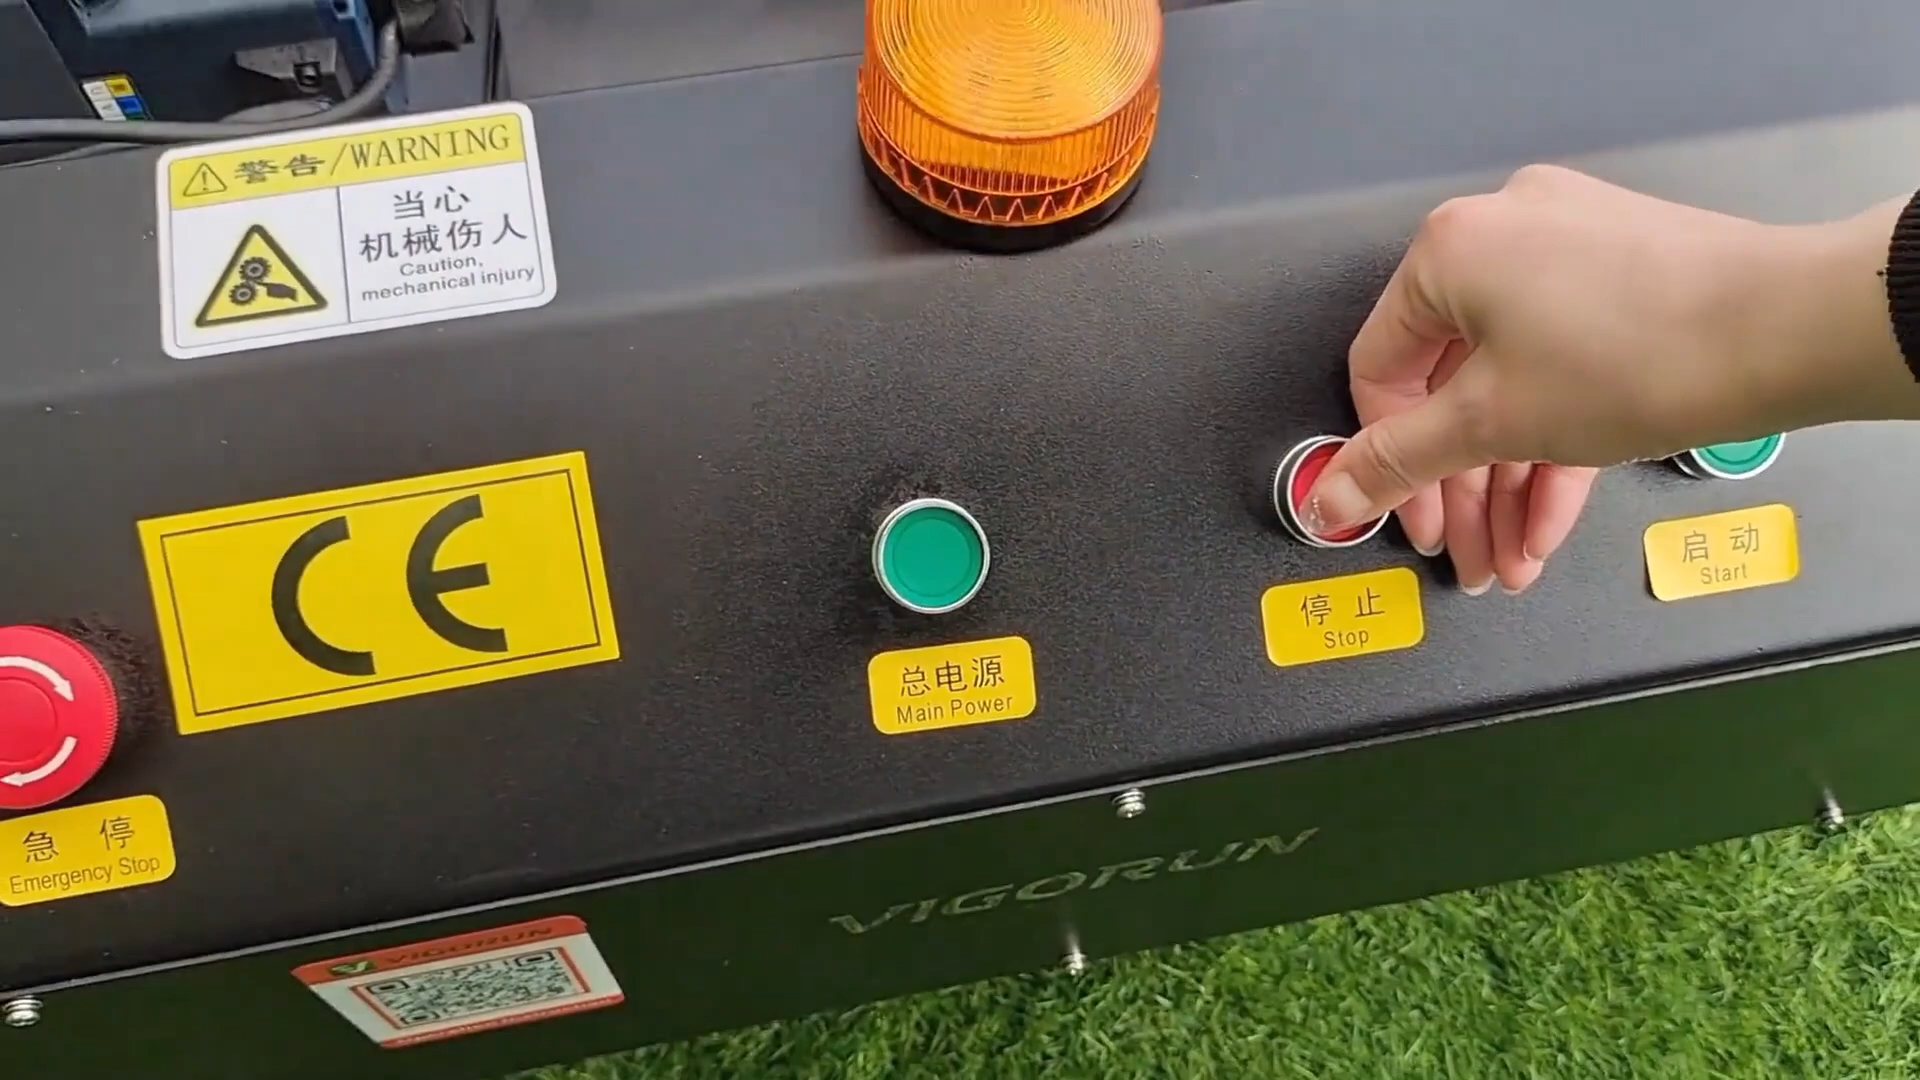 警告/WARNING
当心
机械伤人
Caution,
mechanical injury
CE
总电源
Main Power
停止
Stop
启动
Start
急停
Emergency Stop
VIGORUN
VIGORUN